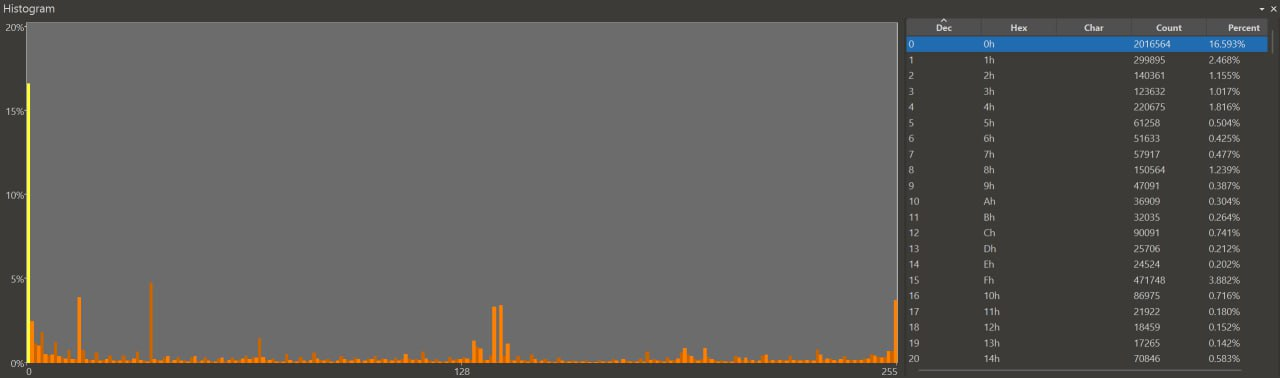 Histogram
20%
15%
10%
5%
0%
0 128 255
Dec Hex Char Count Percent
0 0h 2016564 16.593%
1 1h 299895 2.468%
2 2h 140361 1.155%
3 3h 123632 1.017%
4 4h 220675 1.816%
5 5h 61258 0.504%
6 6h 51633 0.425%
7 7h 57917 0.477%
8 8h 150564 1.239%
9 9h 47091 0.387%
10 Ah 36909 0.304%
11 Bh 32035 0.264%
12 Ch 90091 0.741%
13 Dh 25706 0.212%
14 Eh 24524 0.202%
15 Fh 471748 3.882%
16 10h 86975 0.716%
17 11h 21922 0.180%
18 12h 18459 0.152%
19 13h 17265 0.142%
20 14h 70846 0.583%